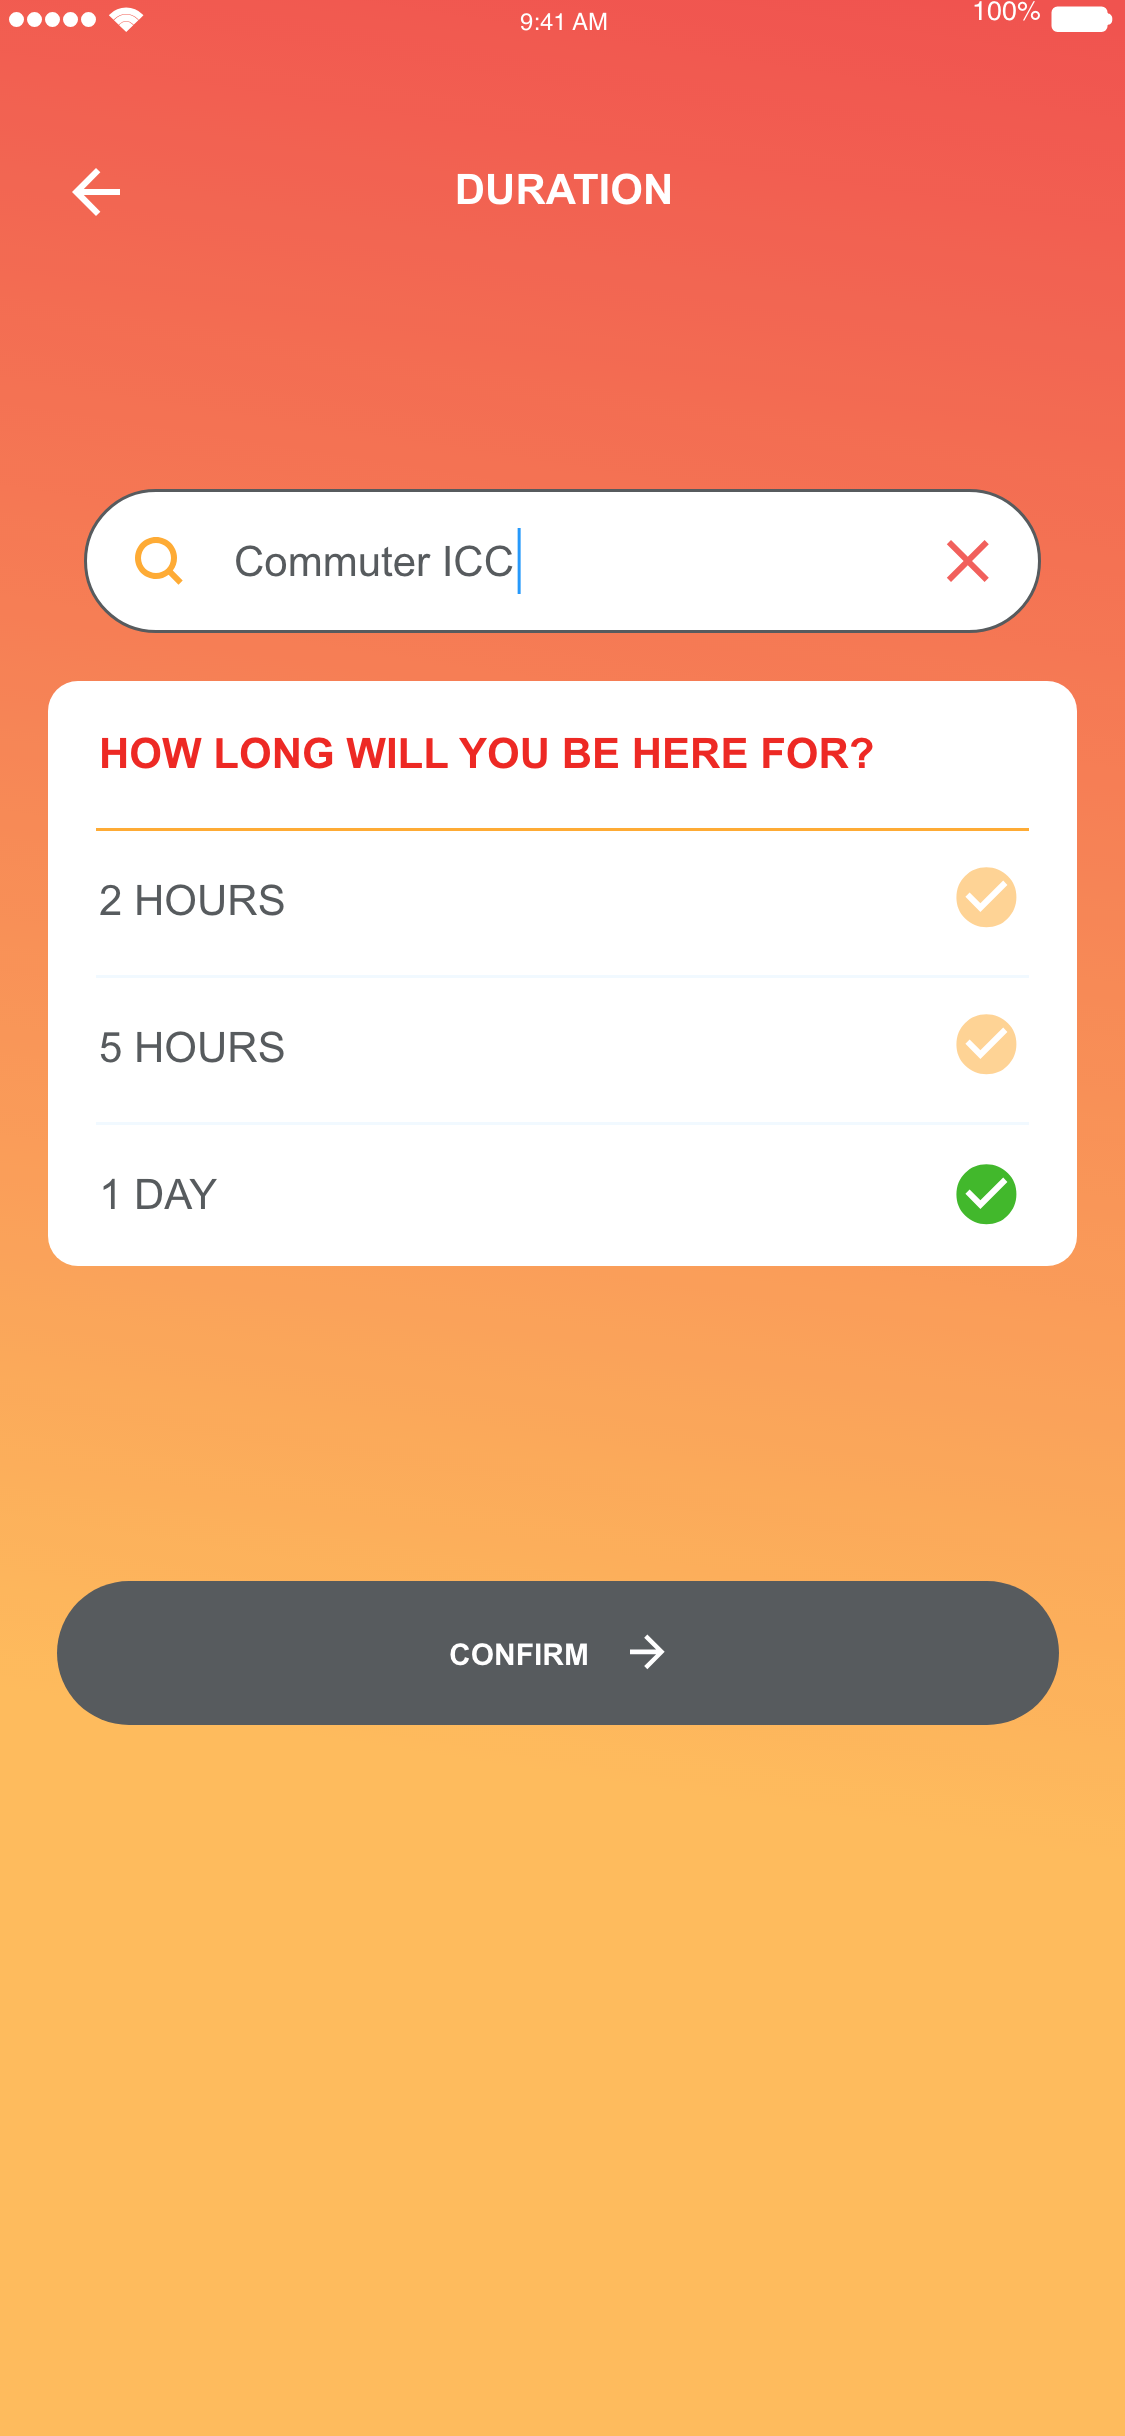 9:41 AM
100%
DURATION
Commuter ICC
HOW LONG WILL YOU BE HERE FOR?
2 HOURS
5 HOURS
1 DAY
CONFIRM